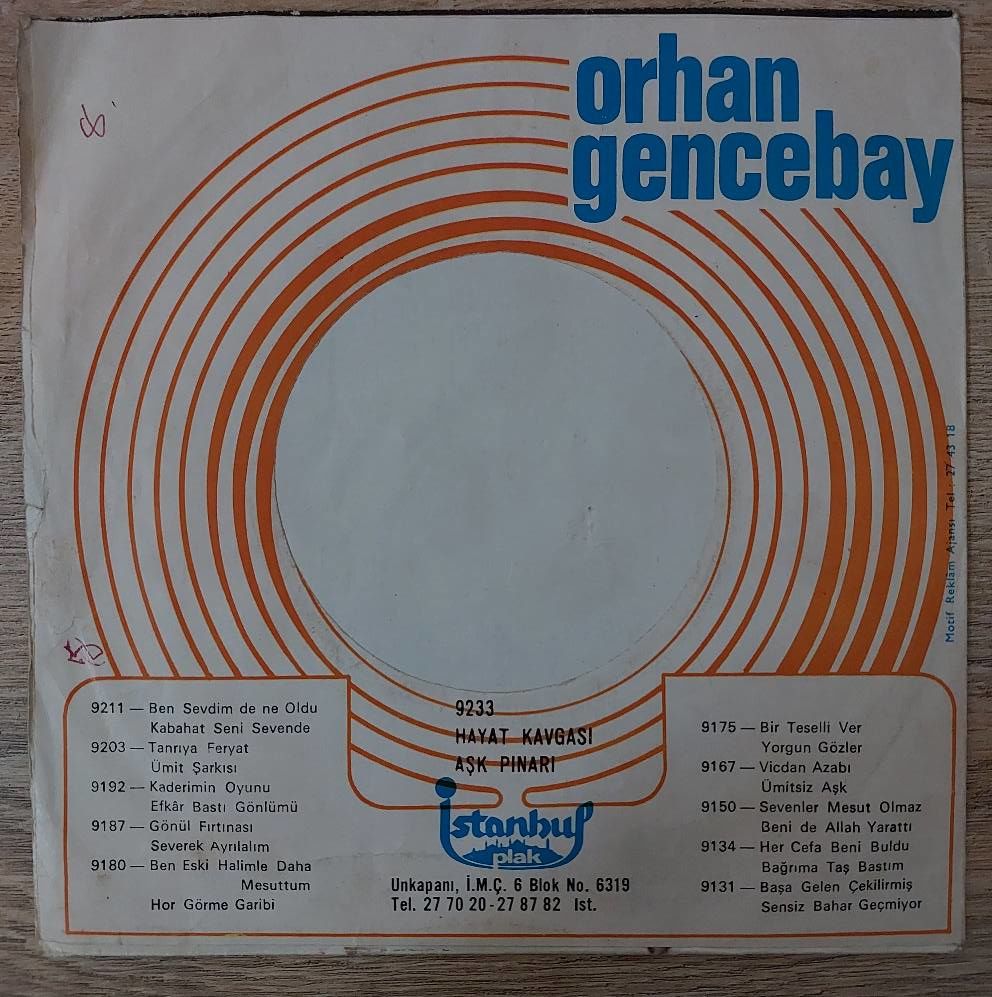 orhan
gencebay
Motif Reklâm Ajansı Tel : 27 43 18
9211 — Ben Sevdim de ne Oldu
Kabahat Seni Sevende
9203 — Tanrıya Feryat
Ümit Şarkısı
9192 — Kaderimin Oyunu
Efkâr Bastı Gönlümü
9187 — Gönül Fırtınası
Severek Ayrılalım
9180 — Ben Eski Halimle Daha
Mesuttum
Hor Görme Garibi
9233
HAYAT KAVGASI
AŞK PINARI
istanbul
plak
Unkapanı, İ.M.Ç. 6 Blok No. 6319
Tel. 27 70 20 - 27 87 82 Ist.
9175 — Bir Teselli Ver
Yorgun Gözler
9167 — Vicdan Azabı
Ümitsiz Aşk
9150 — Sevenler Mesut Olmaz
Beni de Allah Yarattı
9134 — Her Cefa Beni Buldu
Bağrıma Taş Bastım
9131 — Başa Gelen Çekilirmiş
Sensiz Bahar Geçmiyor